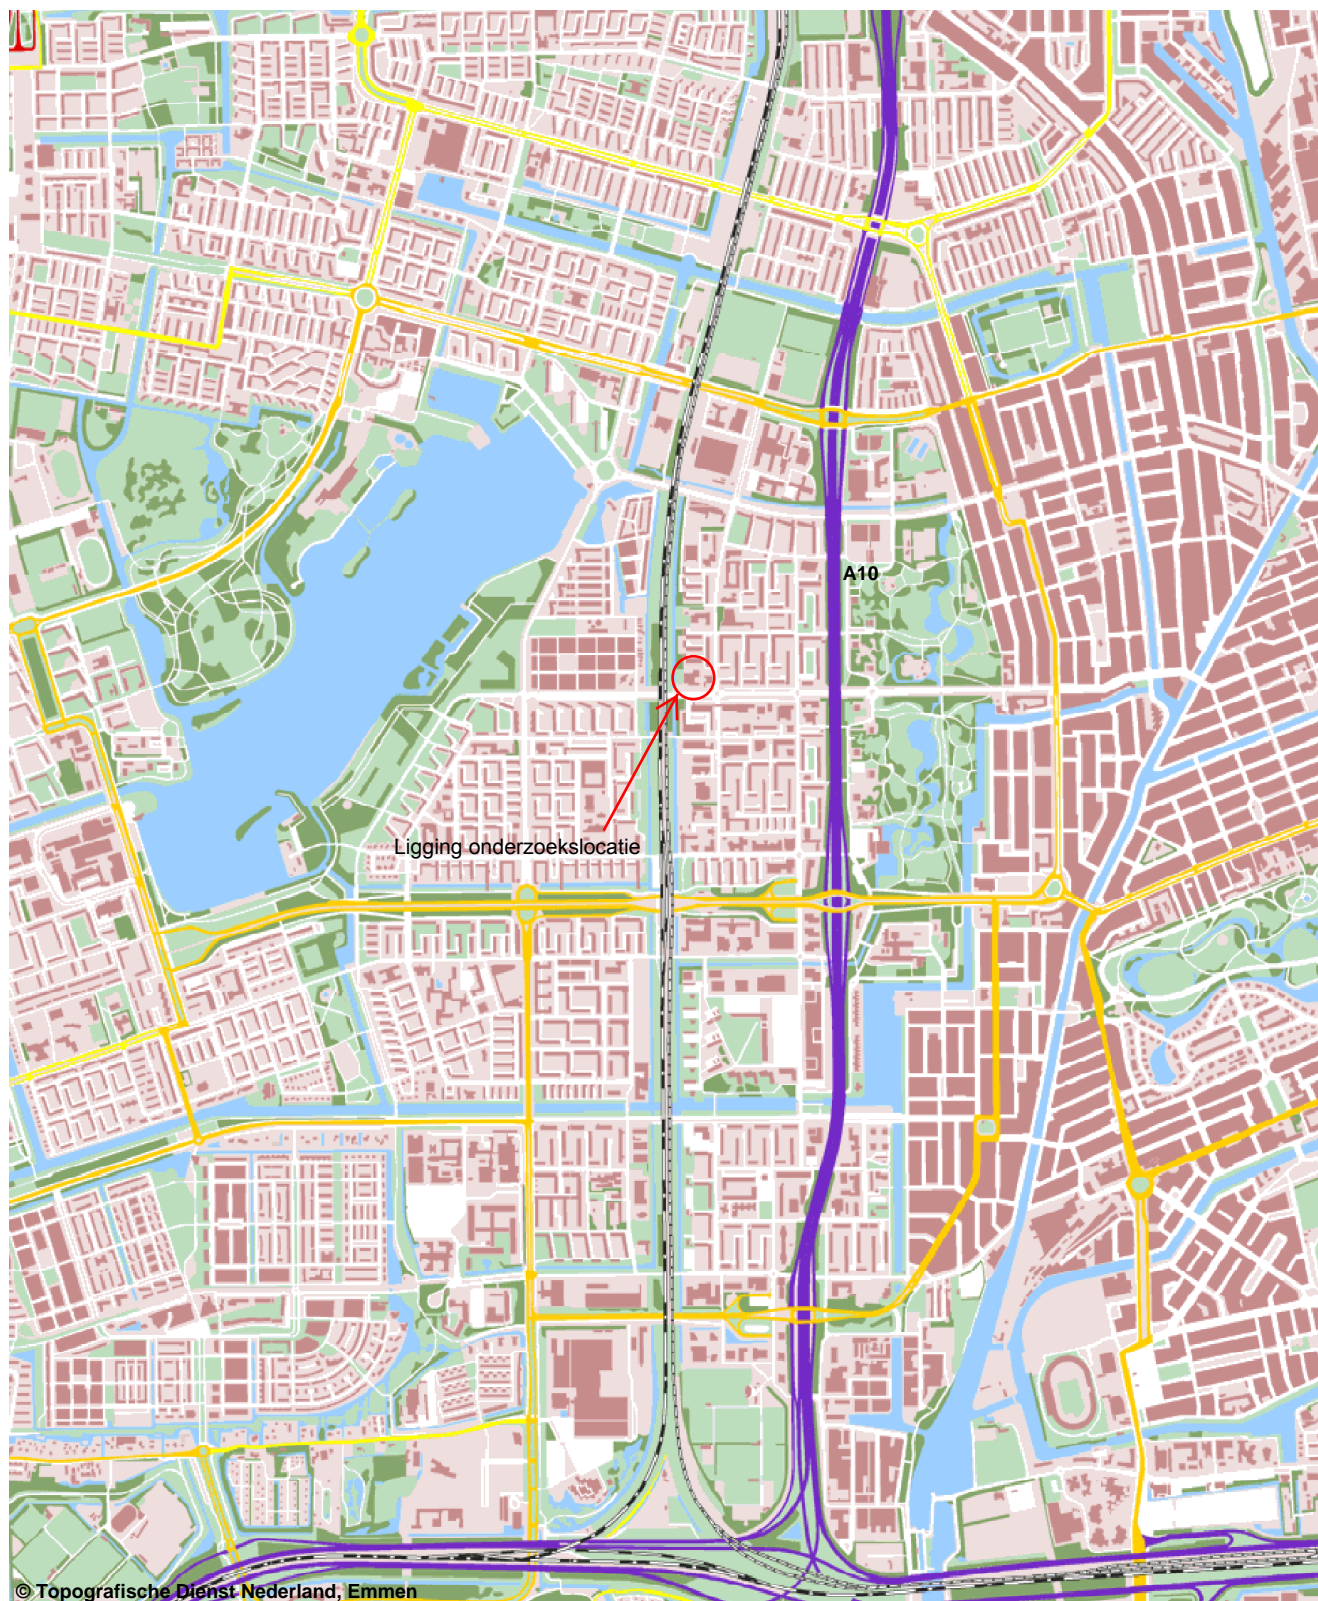 A10
Ligging onderzoekslocatie
© Topografische Dienst Nederland, Emmen